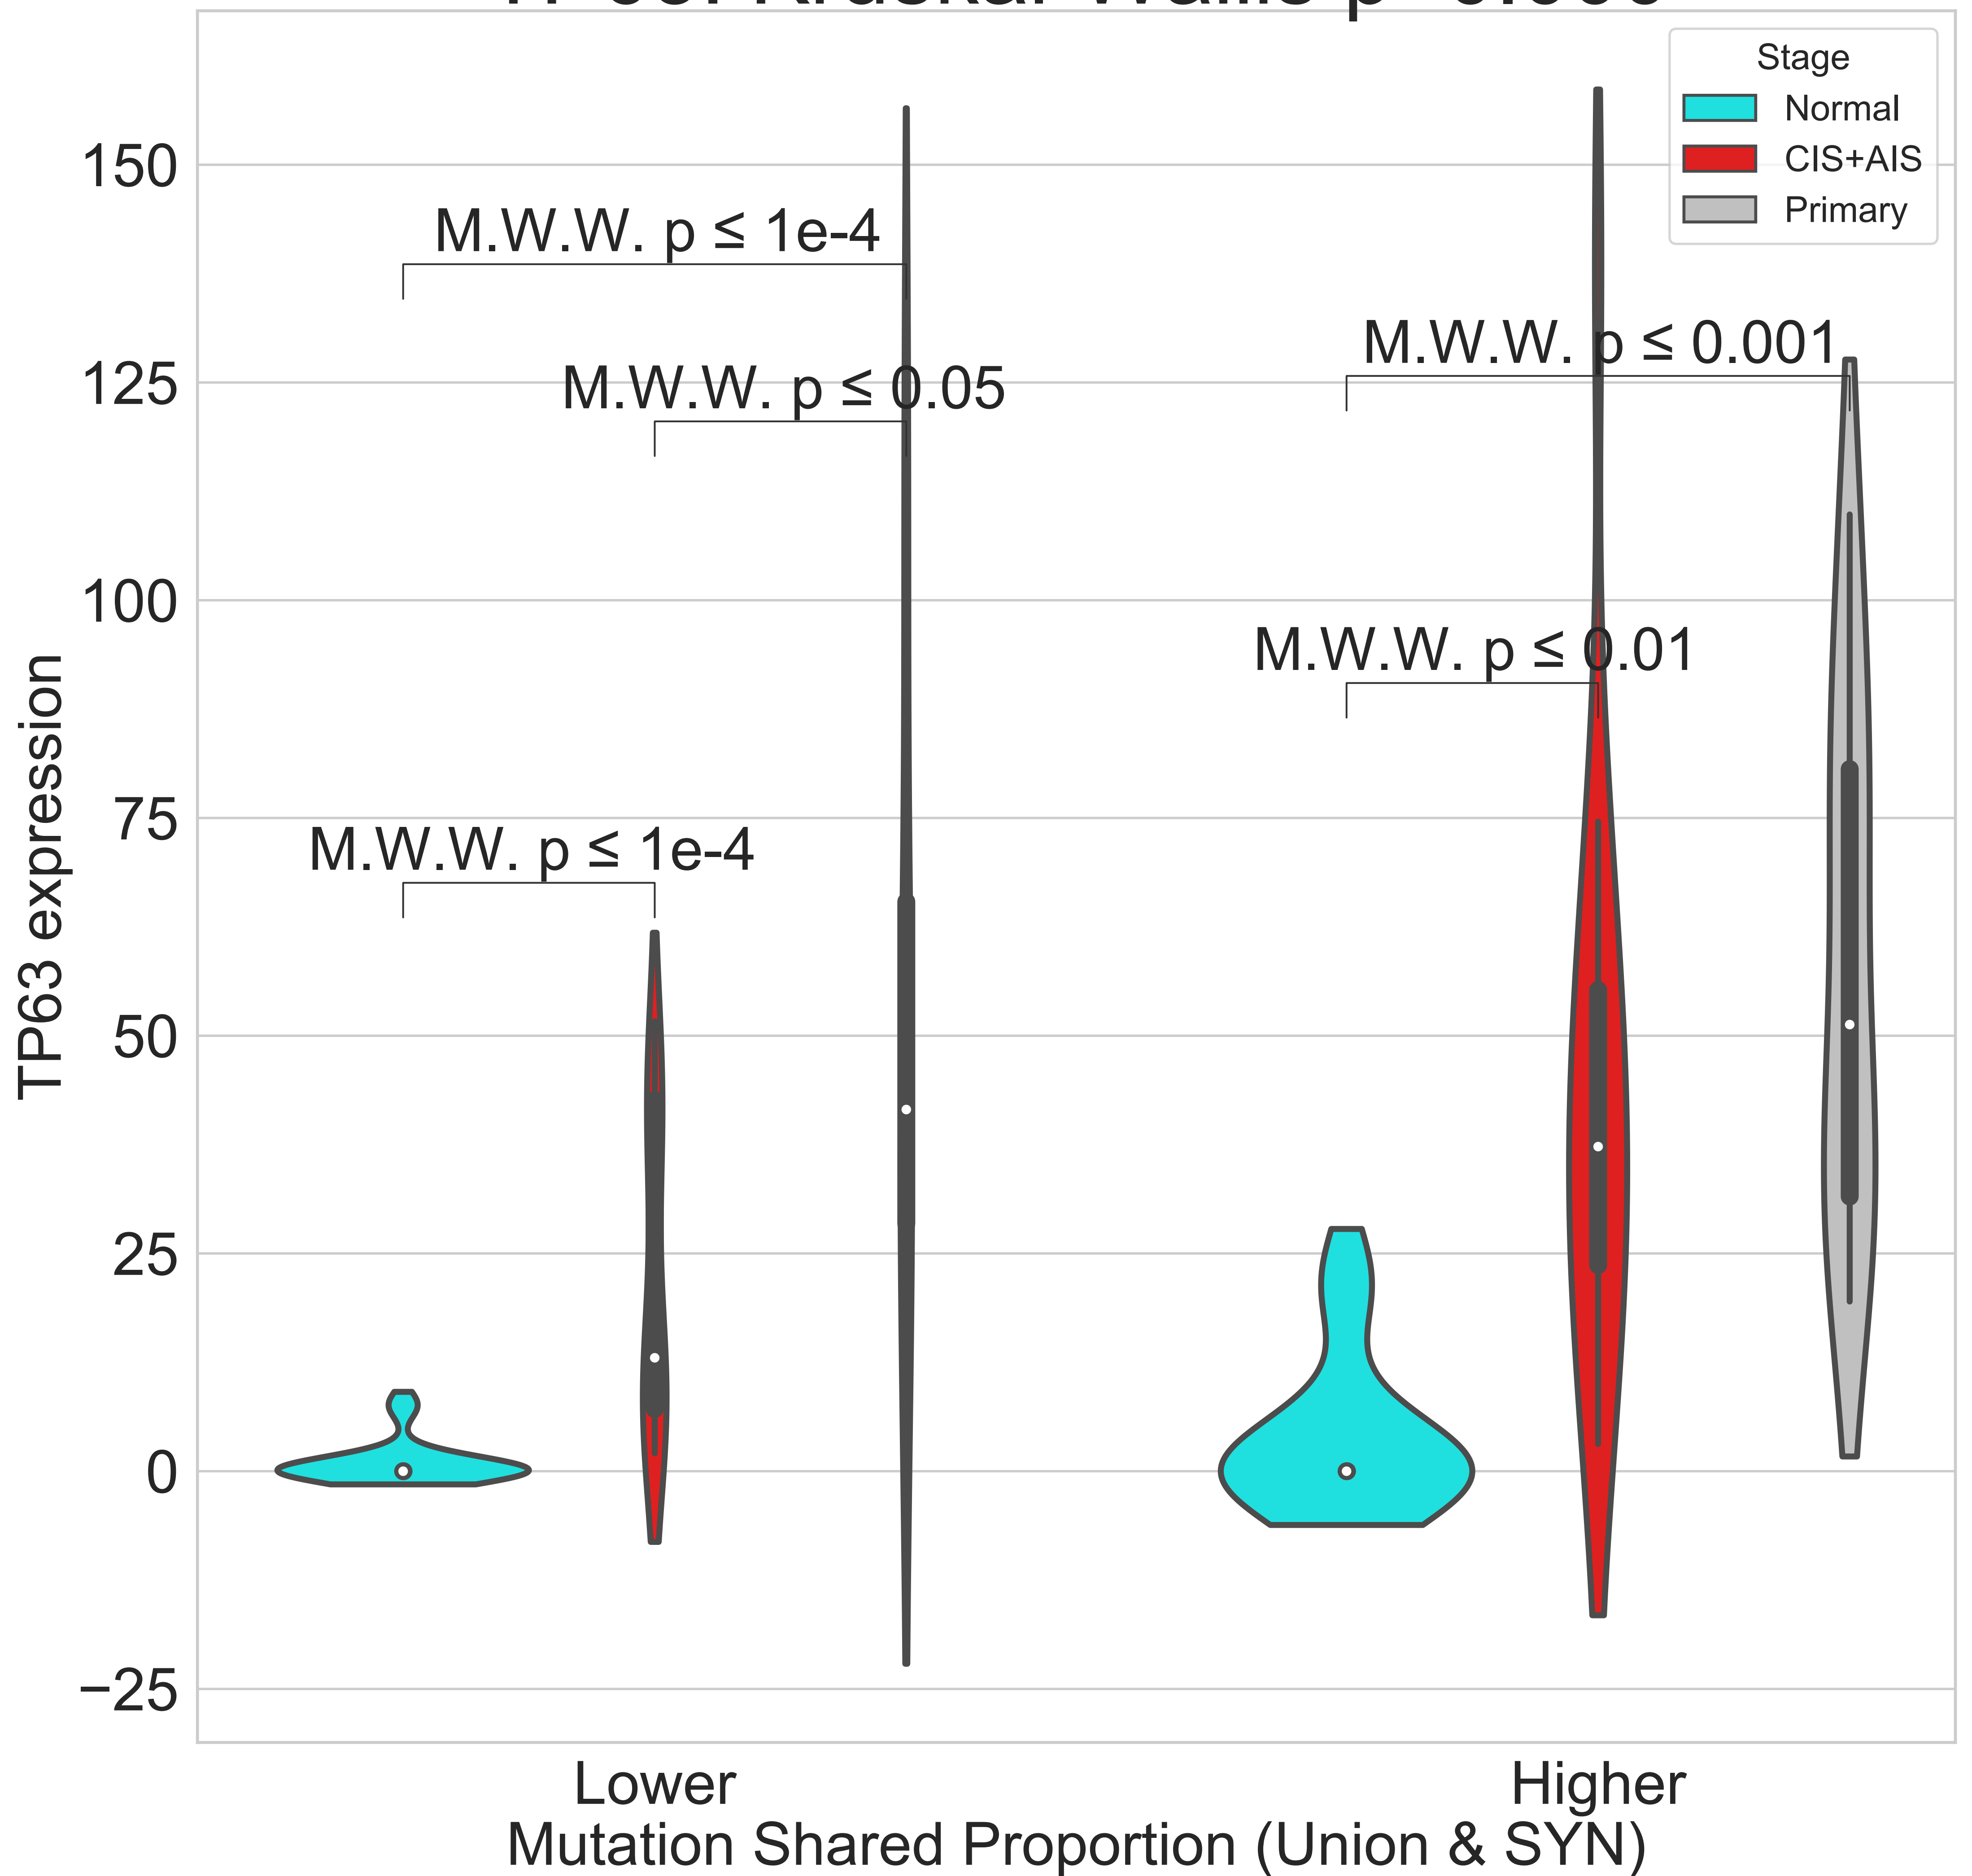 Stage
Normal
CIS+AIS
Primary
150
125
100
75
50
25
0
−25
TP63 expression
M.W.W. p ≤ 1e-4
M.W.W. p ≤ 0.05
M.W.W. p ≤ 0.001
M.W.W. p ≤ 0.01
M.W.W. p ≤ 1e-4
Lower
Higher
Mutation Shared Proportion (Union & SYN)